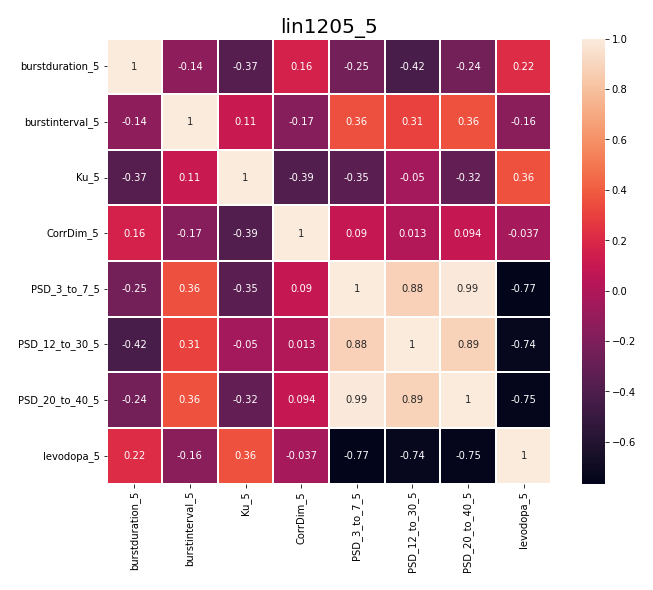 lin1205_5
burstduration_5 1 -0.14 -0.37 0.16 -0.25 -0.42 -0.24 0.22
burstinterval_5 -0.14 1 0.11 -0.17 0.36 0.31 0.36 -0.16
Ku_5 -0.37 0.11 1 -0.39 -0.35 -0.05 -0.32 0.36
CorrDim_5 0.16 -0.17 -0.39 1 0.09 0.013 0.094 -0.037
PSD_3_to_7_5 -0.25 0.36 -0.35 0.09 1 0.88 0.99 -0.77
PSD_12_to_30_5 -0.42 0.31 -0.05 0.013 0.88 1 0.89 -0.74
PSD_20_to_40_5 -0.24 0.36 -0.32 0.094 0.99 0.89 1 -0.75
levodopa_5 0.22 -0.16 0.36 -0.037 -0.77 -0.74 -0.75 1
burstduration_5
burstinterval_5
Ku_5
CorrDim_5
PSD_3_to_7_5
PSD_12_to_30_5
PSD_20_to_40_5
levodopa_5
1.0
0.8
0.6
0.4
0.2
0.0
−0.2
−0.4
−0.6